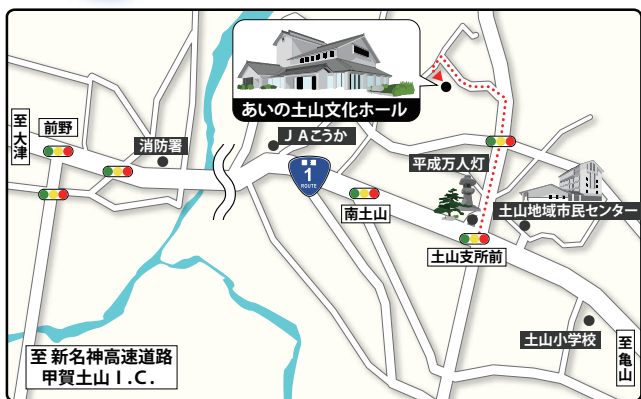 あいの土山文化ホール
至大津
前野
消防署
ＪＡこうか
国道
1
ROUTE
平成万人灯
南土山
土山地域市民センター
土山支所前
土山小学校
至亀山
至 新名神高速道路
甲賀土山Ｉ.Ｃ.